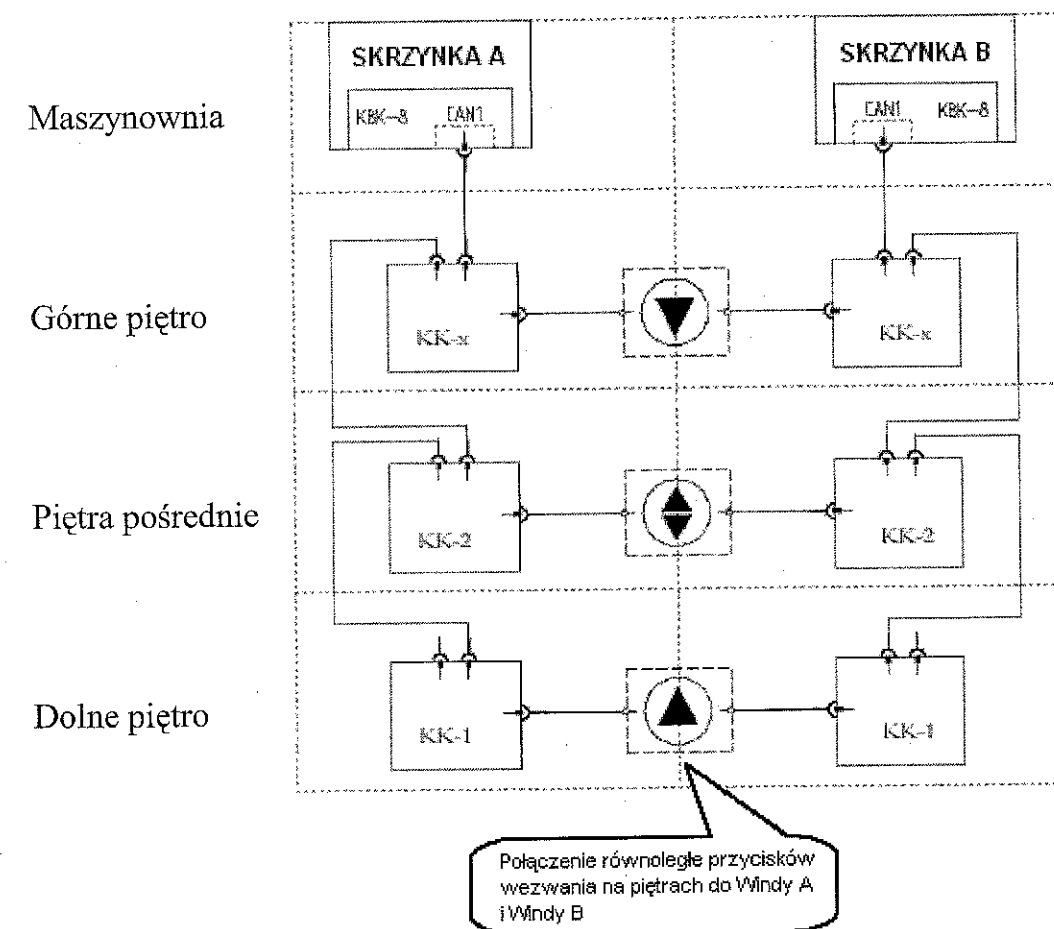 SKRZYNKA A
SKRZYNKA B
Maszynownia
KBK-8 CAN1
CAN1 KBK-8
Górne piętro
KK-x
KK-x
Piętra pośrednie
KK-2
KK-2
Dolne piętro
KK-1
KK-1
Połączenie równoległe przycisków
wezwania na piętrach do Windy A
i Windy B